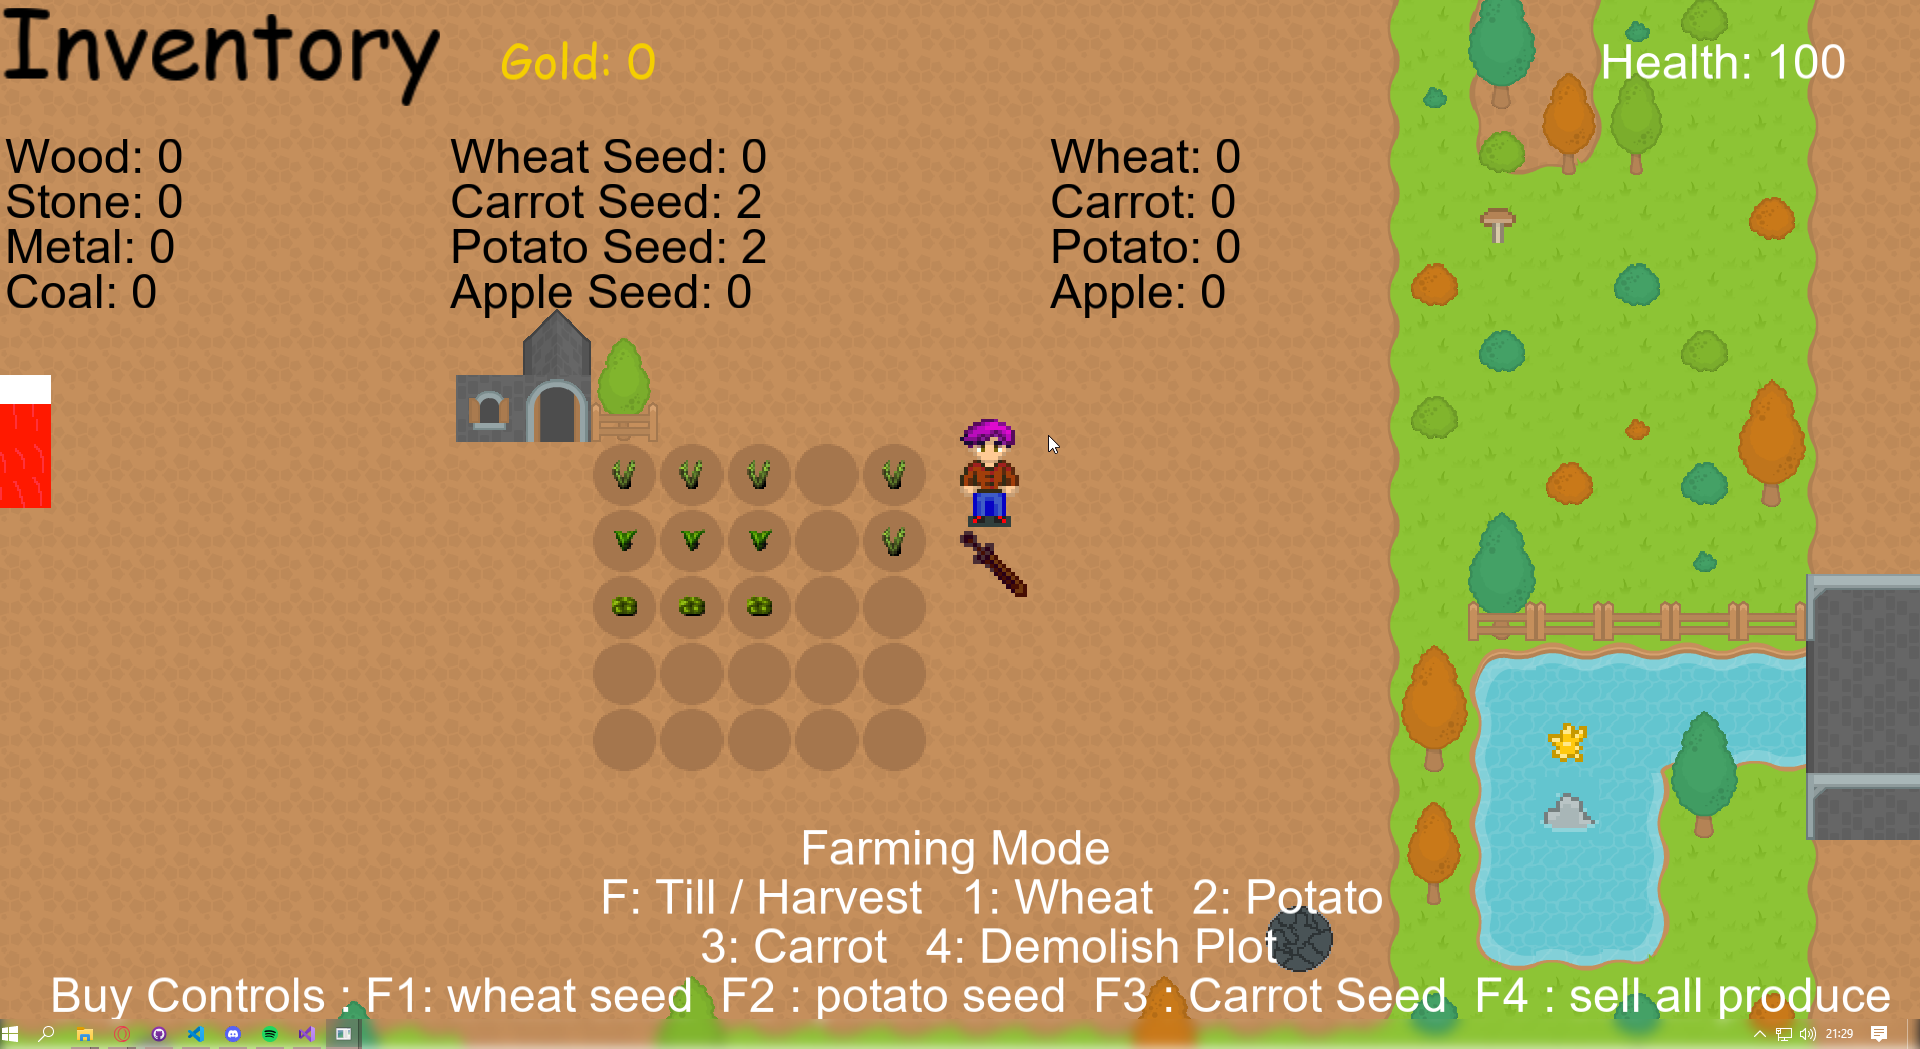 Inventory
Gold: 0
Health: 100
Wood: 0
Stone: 0
Metal: 0
Coal: 0
Wheat Seed: 0
Carrot Seed: 2
Potato Seed: 2
Apple Seed: 0
Wheat: 0
Carrot: 0
Potato: 0
Apple: 0
Farming Mode
F: Till / Harvest 1: Wheat 2: Potato
3: Carrot 4: Demolish Plot
Buy Controls : F1: wheat seed F2 : potato seed F3 : Carrot Seed F4 : sell all produce
21:29